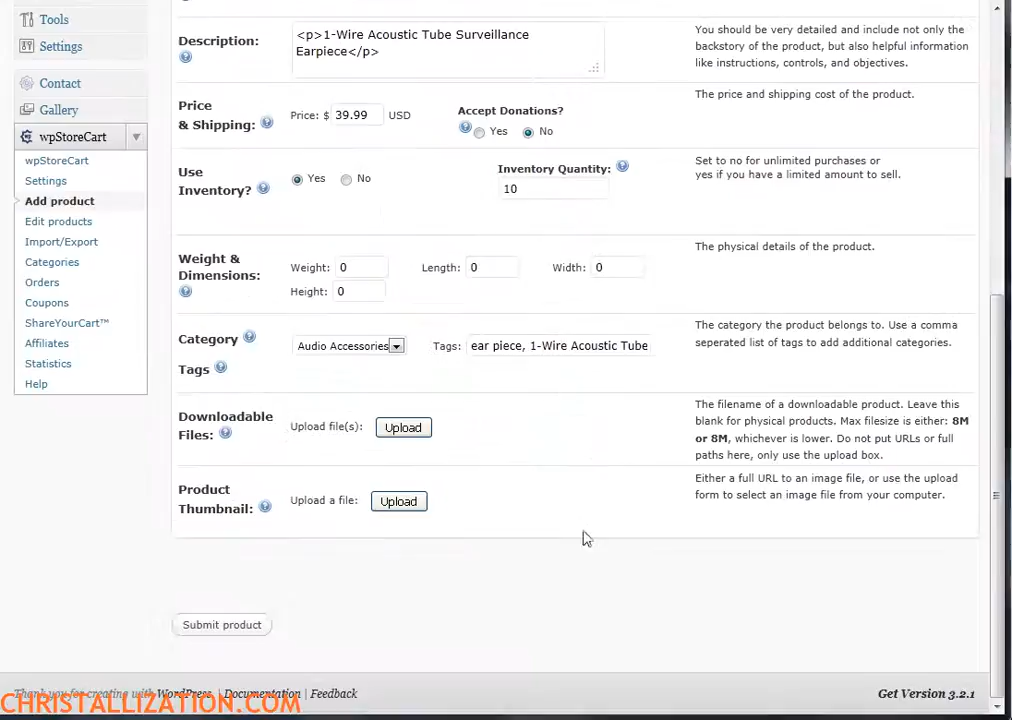 Tools
Settings
Contact
Gallery
wpStoreCart
wpStoreCart
Settings
Add product
Edit products
Import/Export
Categories
Orders
Coupons
ShareYourCart™
Affiliates
Statistics
Help
Description:
<p>1-Wire Acoustic Tube Surveillance
Earpiece</p>
You should be very detailed and include not only the
backstory of the product, but also helpful information
like instructions, controls, and objectives.
Price
& Shipping:
Price: $ 39.99 USD
Accept Donations?
Yes No
The price and shipping cost of the product.
Use
Inventory?
Yes No
Inventory Quantity:
10
Set to no for unlimited purchases or
yes if you have a limited amount to sell.
Weight &
Dimensions:
Weight: 0 Length: 0 Width: 0
Height: 0
The physical details of the product.
Category
Tags
Audio Accessories Tags: ear piece, 1-Wire Acoustic Tube
The category the product belongs to. Use a comma
seperated list of tags to add additional categories.
Downloadable
Files:
Upload file(s): Upload
The filename of a downloadable product. Leave this
blank for physical products. Max filesize is either: 8M
or 8M, whichever is lower. Do not put URLs or full
paths here, only use the upload box.
Product
Thumbnail:
Upload a file: Upload
Either a full URL to an image file, or use the upload
form to select an image file from your computer.
Submit product
Thank you for creating with WordPress. | Documentation | Feedback
Get Version 3.2.1
CHRISTALLIZATION.COM